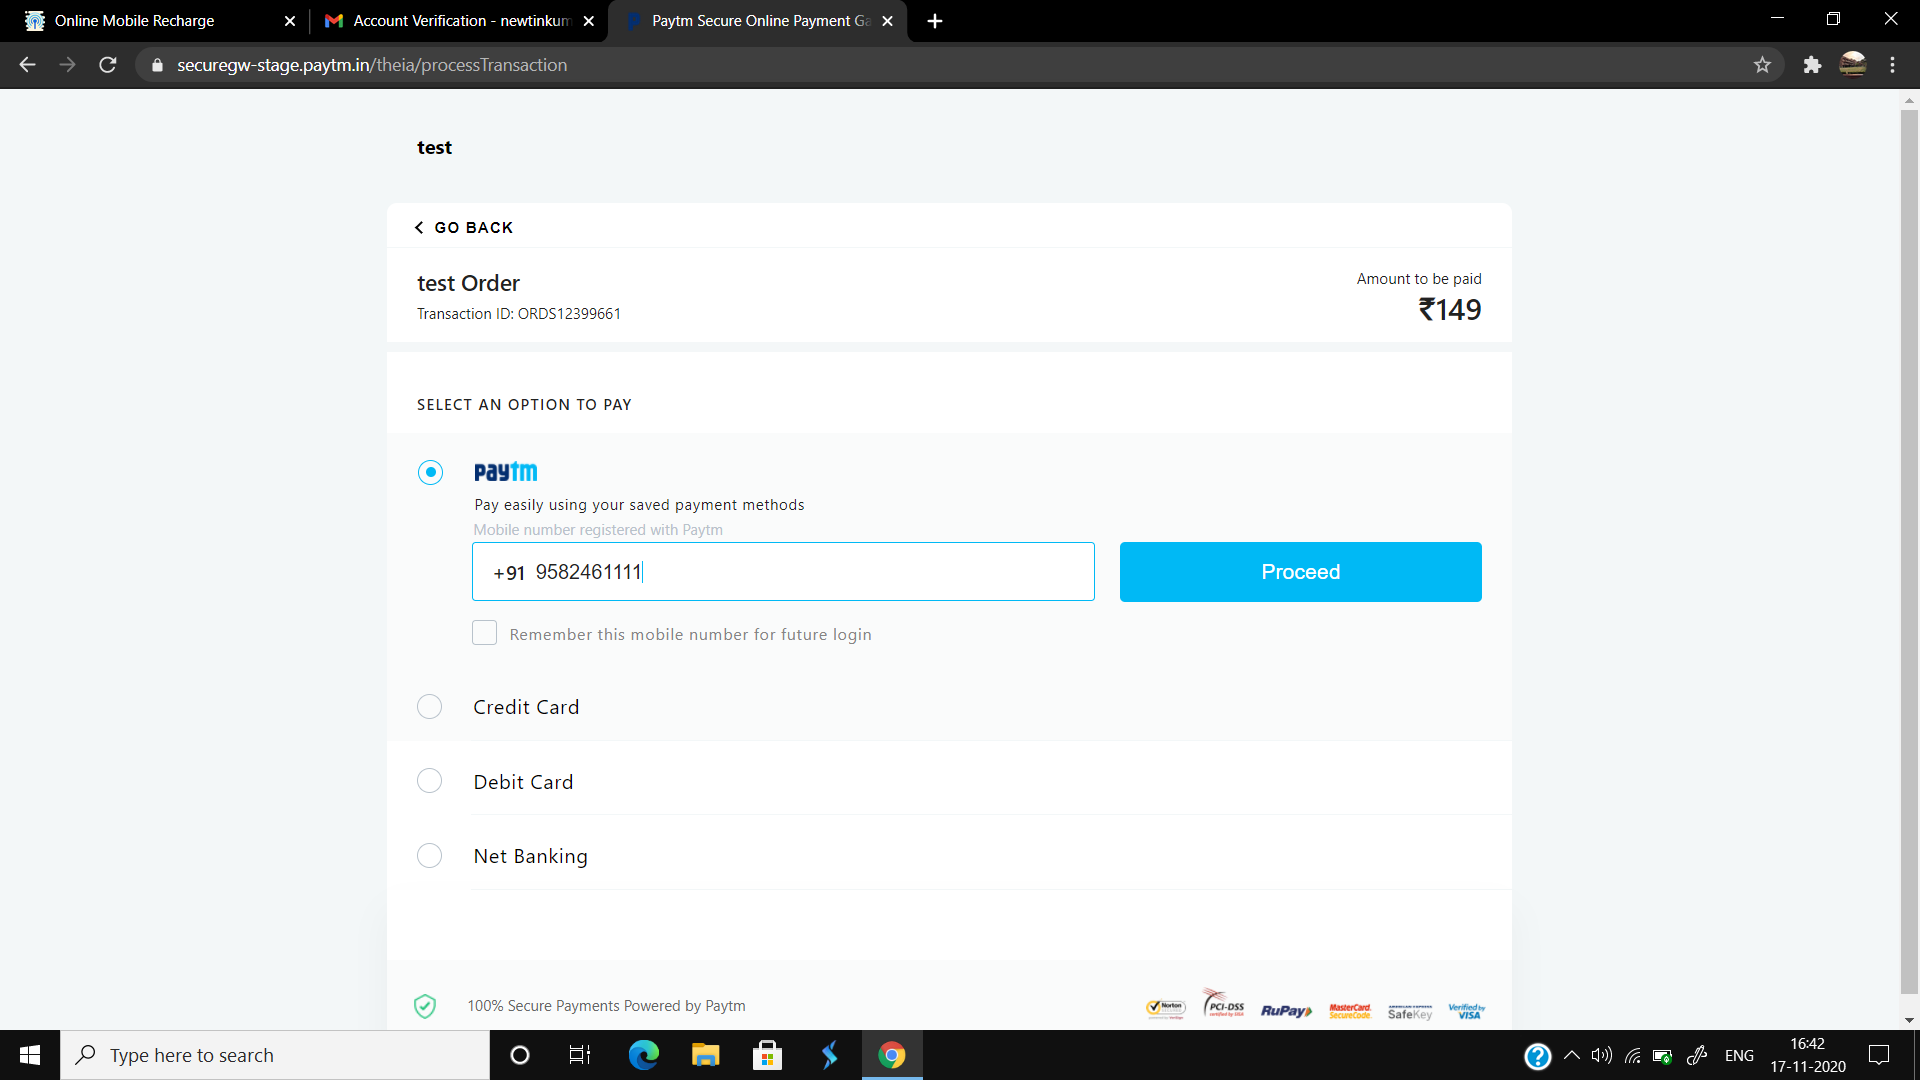 Online Mobile Recharge
Account Verification - newtinkum
Paytm Secure Online Payment Ga
securegw-stage.paytm.in/theia/processTransaction
test
GO BACK
test Order
Transaction ID: ORDS12399661
Amount to be paid
₹149
SELECT AN OPTION TO PAY
paytm
Pay easily using your saved payment methods
Mobile number registered with Paytm
+91 9582461111
Proceed
Remember this mobile number for future login
Credit Card
Debit Card
Net Banking
100% Secure Payments Powered by Paytm
Norton
PCI-DSS
RuPay
MasterCard.
SecureCode.
SafeKey
Verified by
VISA
Type here to search
ENG
16:42
17-11-2020